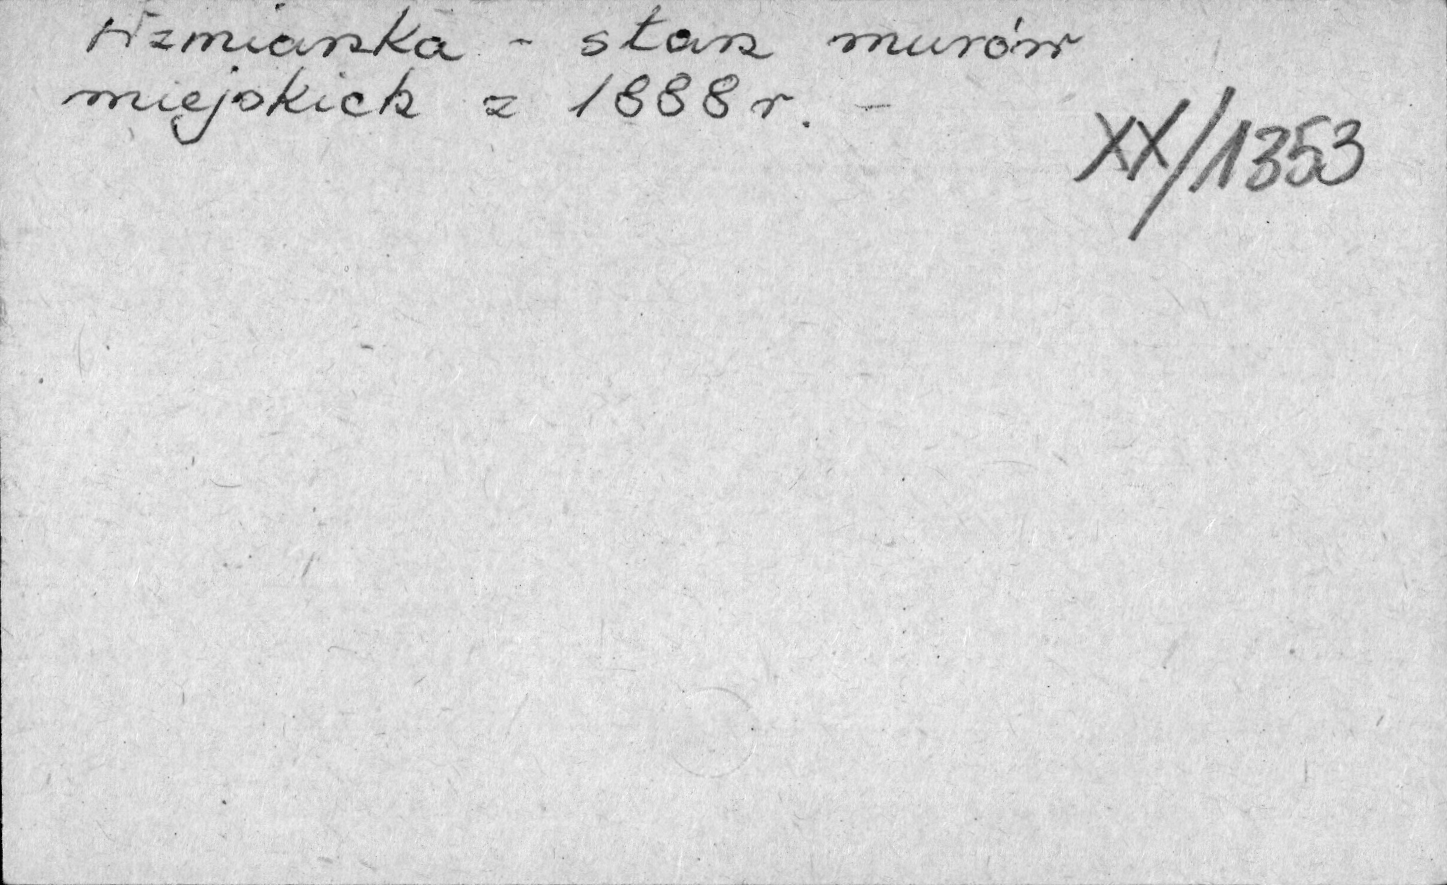 Wzmianka - stan murów
miejskich z 1888 r. -
XX/1353